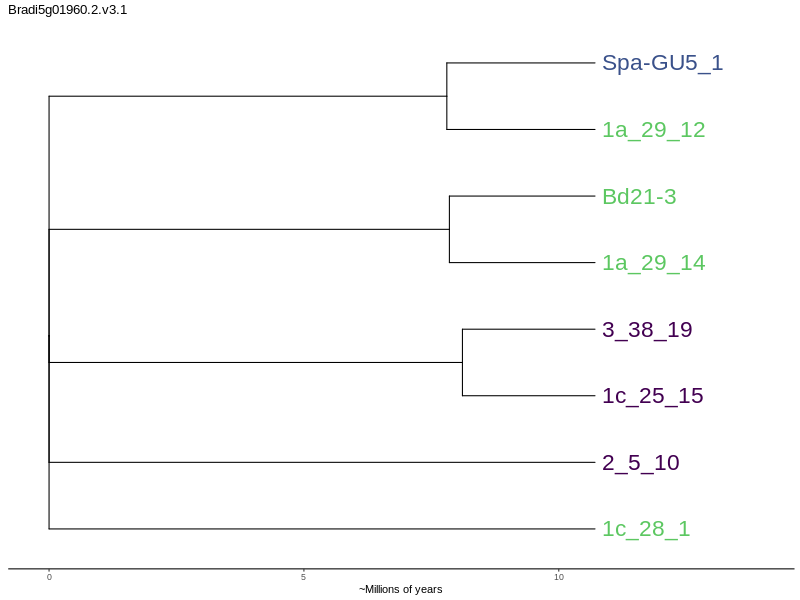 Bradi5g01960.2.v3.1
Spa-GU5_1
1a_29_12
Bd21-3
1a_29_14
3_38_19
1c_25_15
2_5_10
1c_28_1
0 5 10
~Millions of years